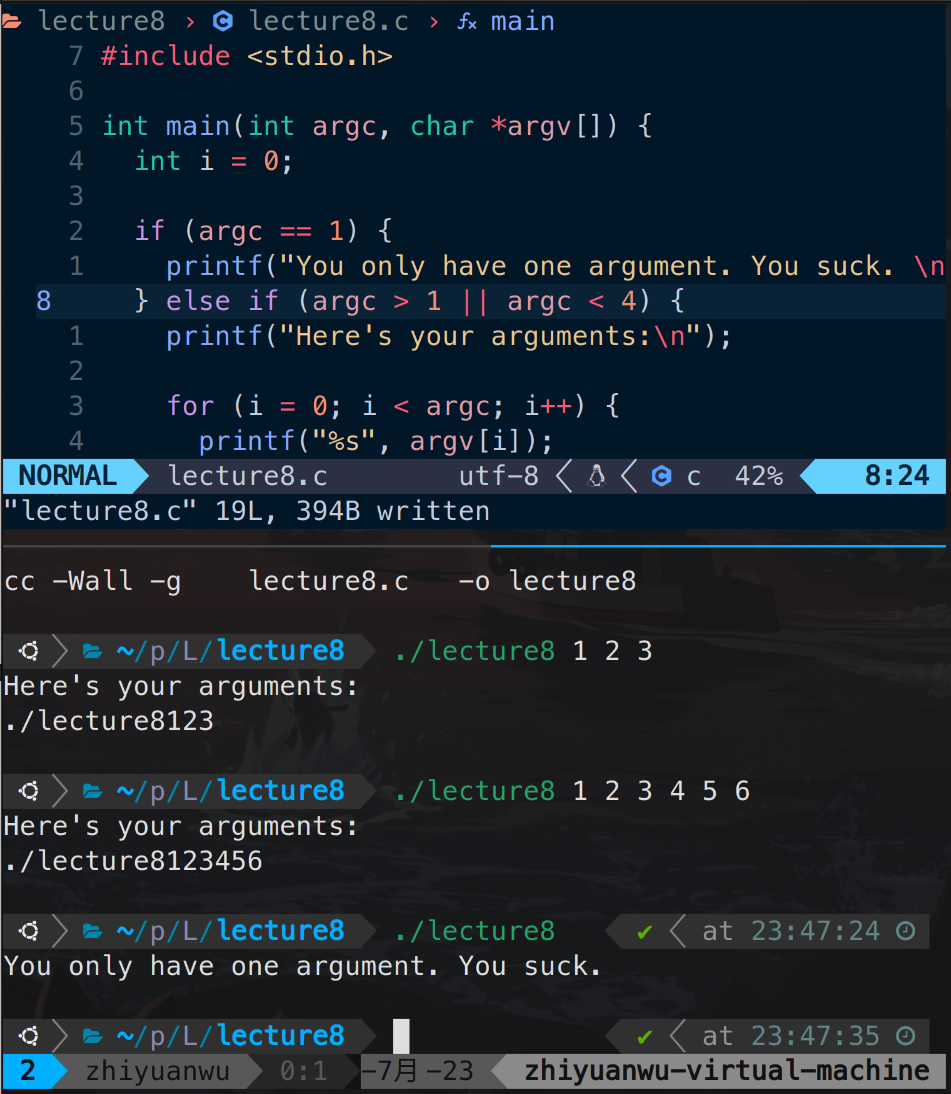 lecture8 › lecture8.c › main
7 #include <stdio.h>
6
5 int main(int argc, char *argv[]) {
4 int i = 0;
3
2 if (argc == 1) {
1 printf("You only have one argument. You suck. \n
8 } else if (argc > 1 || argc < 4) {
1 printf("Here's your arguments:\n");
2
3 for (i = 0; i < argc; i++) {
4 printf("%s", argv[i]);
NORMAL lecture8.c utf-8 c 42% 8:24
"lecture8.c" 19L, 394B written
cc -Wall -g lecture8.c -o lecture8
~/p/L/lecture8 ./lecture8 1 2 3
Here's your arguments:
./lecture8123
~/p/L/lecture8 ./lecture8 1 2 3 4 5 6
Here's your arguments:
./lecture8123456
~/p/L/lecture8 ./lecture8 ✔ at 23:47:24
You only have one argument. You suck.
~/p/L/lecture8 ✔ at 23:47:35
2 zhiyuanwu 0:1 -7月 -23 zhiyuanwu-virtual-machine